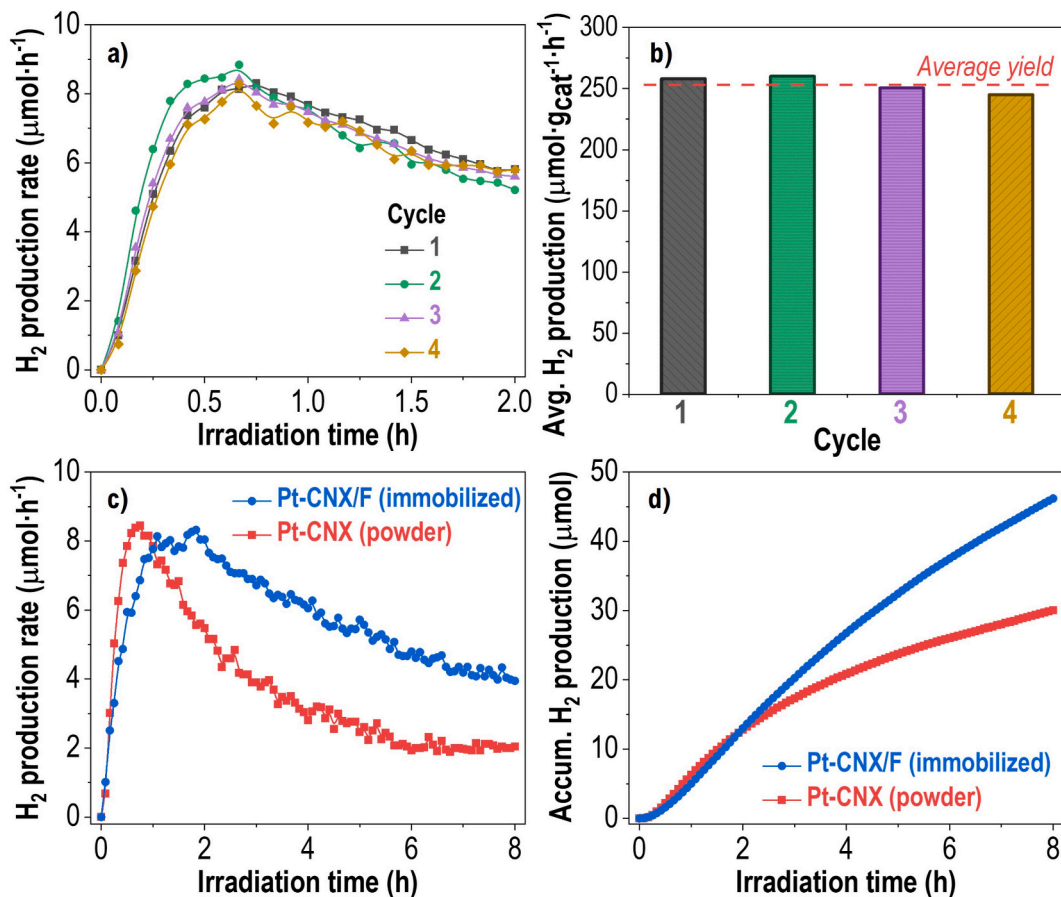 a)
H₂ production rate (μmol·h⁻¹)
10
8
6
4
2
0
Cycle
1
2
3
4
0.0
0.5
1.0
1.5
2.0
Irradiation time (h)
b)
Avg. H₂ production (μmol·gcat⁻¹·h⁻¹)
300
250
200
150
100
50
0
Average yield
1
2
3
4
Cycle
c)
H₂ production rate (μmol·h⁻¹)
10
8
6
4
2
0
Pt-CNX/F (immobilized)
Pt-CNX (powder)
0
2
4
6
8
Irradiation time (h)
d)
Accum. H₂ production (μmol)
50
40
30
20
10
0
Pt-CNX/F (immobilized)
Pt-CNX (powder)
0
2
4
6
8
Irradiation time (h)